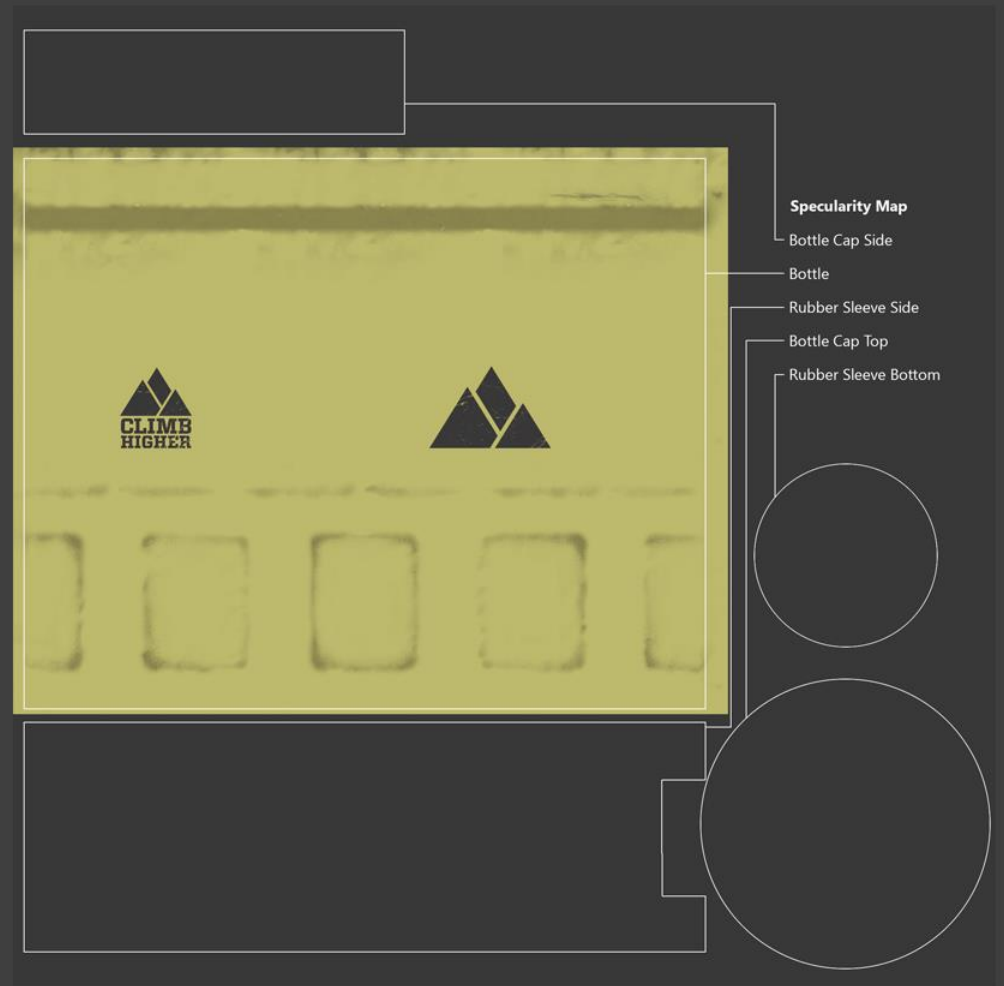 Specularity Map
Bottle Cap Side
Bottle
Rubber Sleeve Side
Bottle Cap Top
Rubber Sleeve Bottom
CLIMB
HIGHER